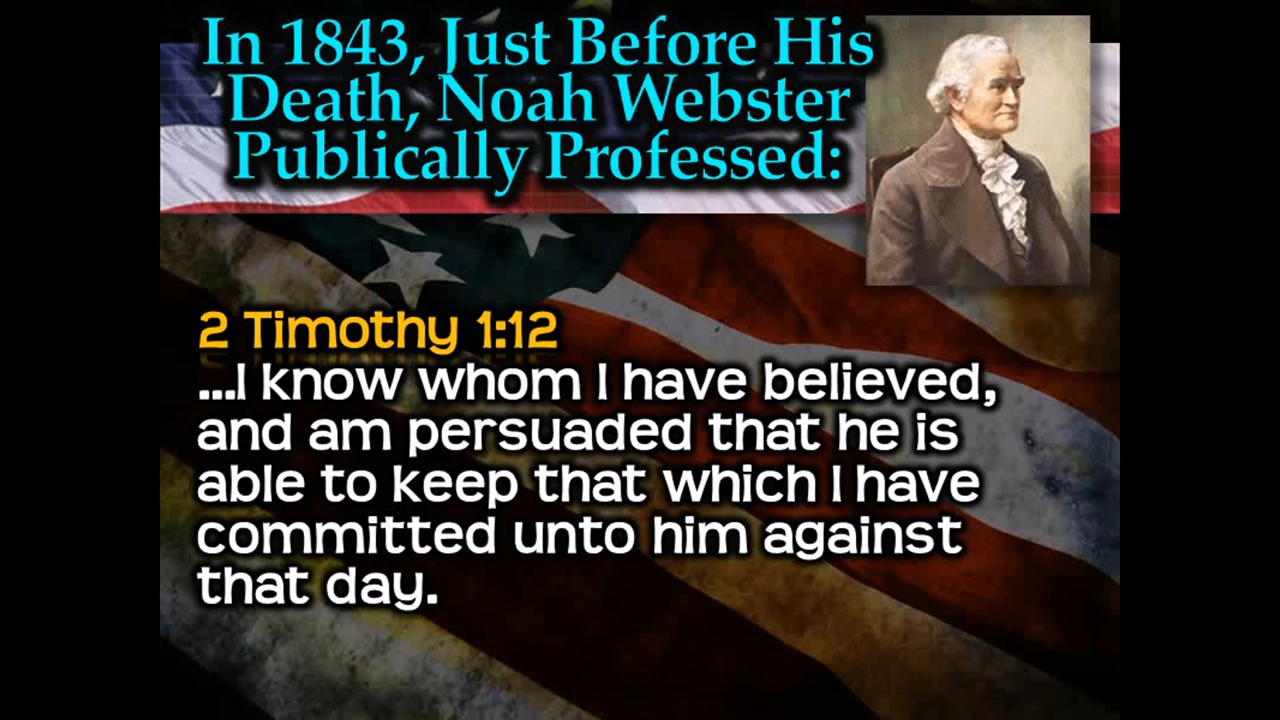 In 1843, Just Before His
Death, Noah Webster
Publically Professed:
2 Timothy 1:12
...I know whom I have believed,
and am persuaded that he is
able to keep that which I have
committed unto him against
that day.